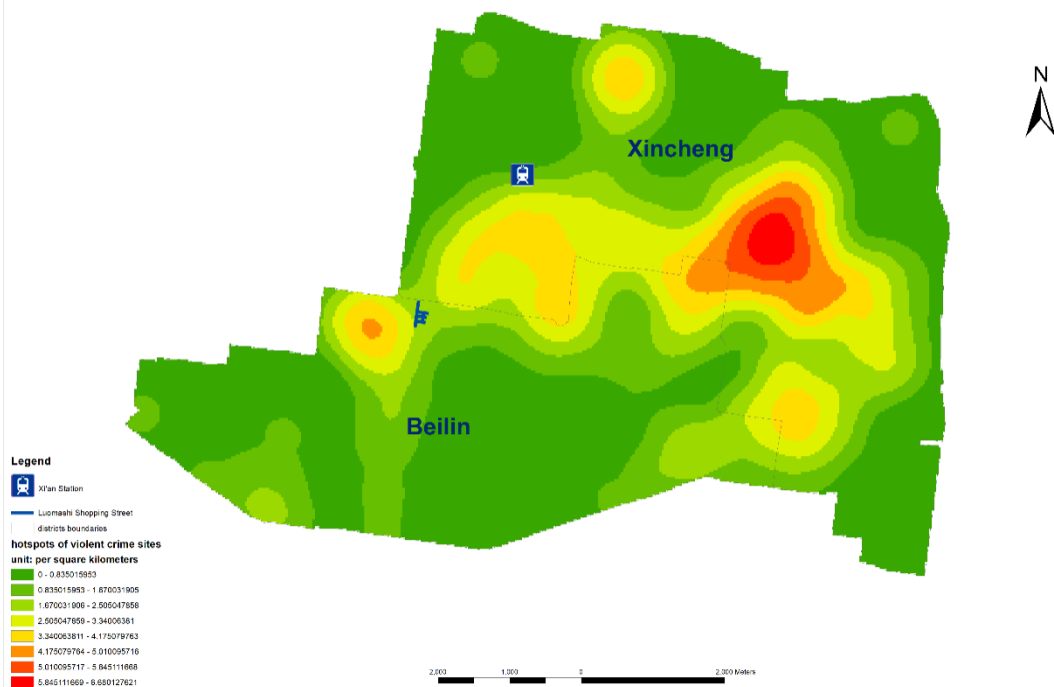 N
Xincheng
Beilin
Legend
Xi'an Station
Luomashi Shopping Street
districts boundaries
hotspots of violent crime sites
unit: per square kilometers
0 - 0.835015953
0.835015953 - 1.670031905
1.670031906 - 2.505047858
2.505047859 - 3.34006381
3.340063811 - 4.175079763
4.175079764 - 5.010095716
5.010095717 - 5.845111668
5.845111669 - 6.680127621
2,000 1,000 0 2,000 Meters